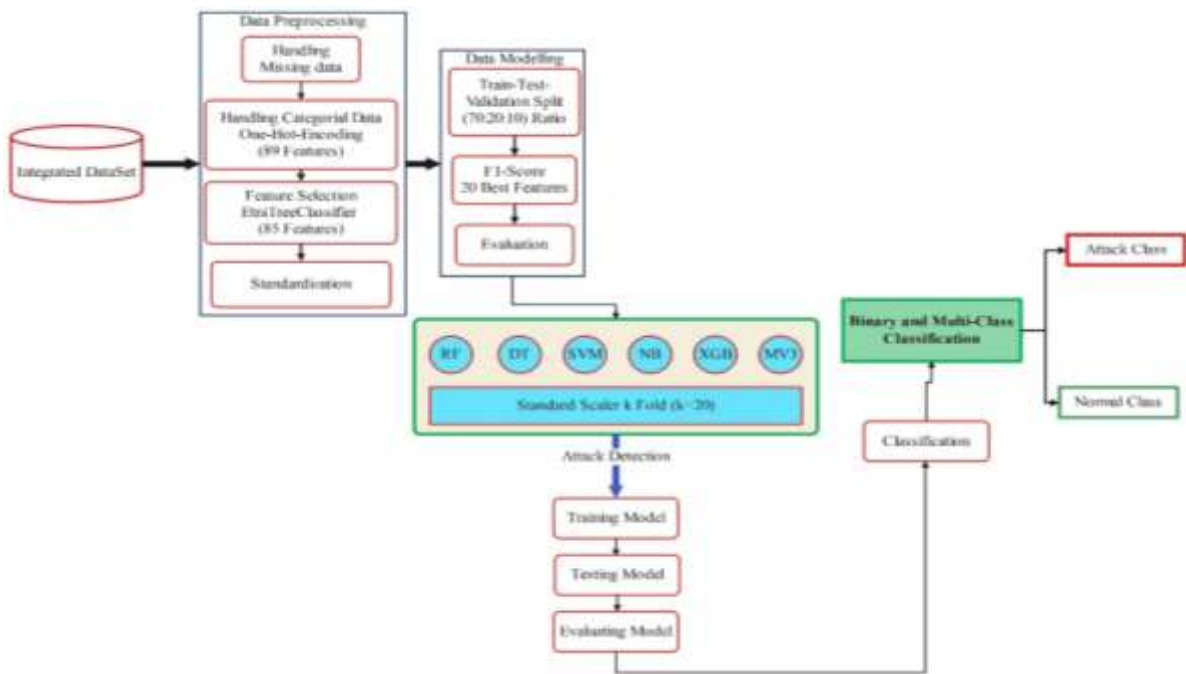 Data Preprocessing
Handling
Missing data
Handling Categorial Data
One-Hot-Encoding
(89 Features)
Feature Selection
EtraTreeClassifier
(85 Features)
Standardization
Integrated DataSet
Data Modelling
Train-Test-
Validation Split
(70:20:10) Ratio
F1-Score
20 Best Features
Evaluation
RF
DT
SVM
NB
XGB
MV3
Standard Scaler k Fold (k=20)
Attack Detection
Training Model
Testing Model
Evaluating Model
Classification
Binary and Multi-Class
Classification
Attack Class
Normal Class